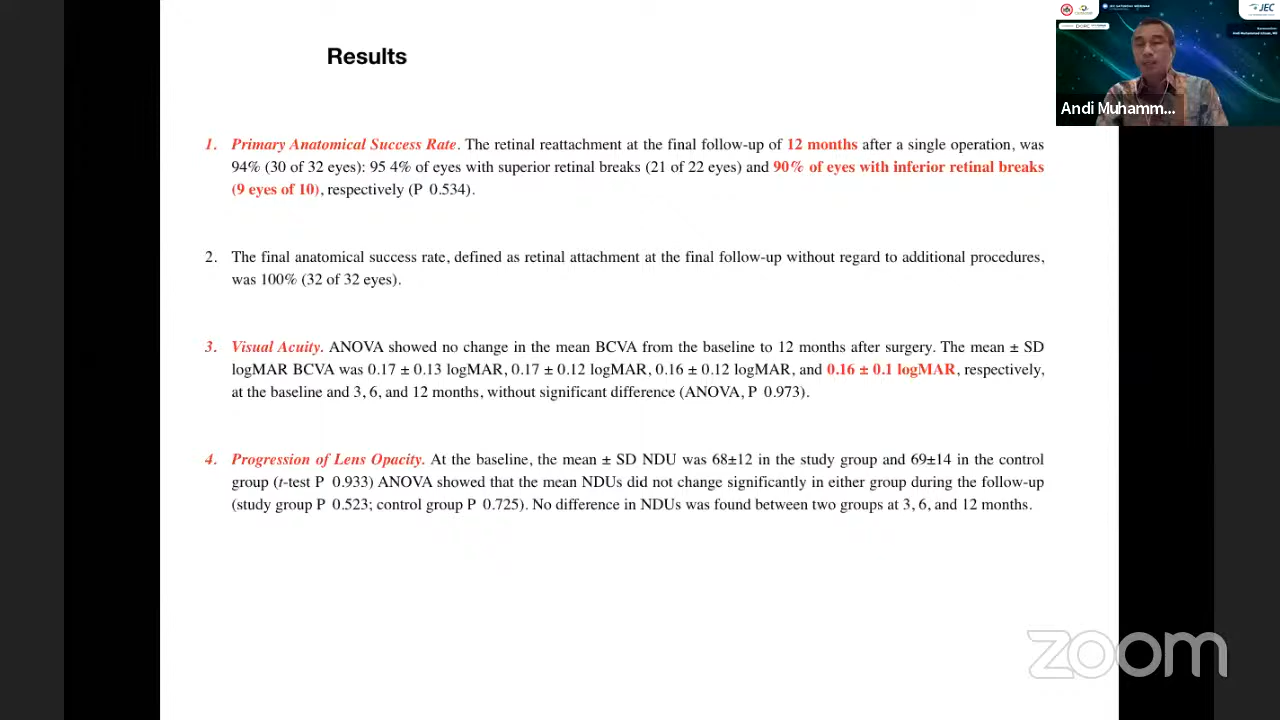 Results
1. Primary Anatomical Success Rate. The retinal reattachment at the final follow-up of 12 months after a single operation, was
94% (30 of 32 eyes): 95 4% of eyes with superior retinal breaks (21 of 22 eyes) and 90% of eyes with inferior retinal breaks
(9 eyes of 10), respectively (P 0.534).
2. The final anatomical success rate, defined as retinal attachment at the final follow-up without regard to additional procedures,
was 100% (32 of 32 eyes).
3. Visual Acuity. ANOVA showed no change in the mean BCVA from the baseline to 12 months after surgery. The mean ± SD
logMAR BCVA was 0.17 ± 0.13 logMAR, 0.17 ± 0.12 logMAR, 0.16 ± 0.12 logMAR, and 0.16 ± 0.1 logMAR, respectively,
at the baseline and 3, 6, and 12 months, without significant difference (ANOVA, P 0.973).
4. Progression of Lens Opacity. At the baseline, the mean ± SD NDU was 68±12 in the study group and 69±14 in the control
group (t-test P 0.933) ANOVA showed that the mean NDUs did not change significantly in either group during the follow-up
(study group P 0.523; control group P 0.725). No difference in NDUs was found between two groups at 3, 6, and 12 months.
JEC
Andi Muhamm...
zoom